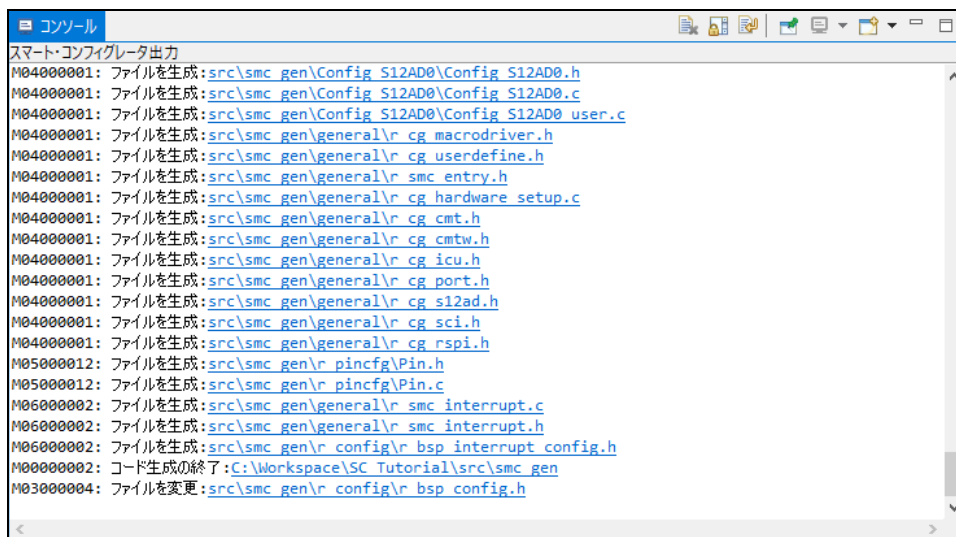 コンソール
スマート・コンフィグレータ出力
M04000001: ファイルを生成:src\smc_gen\Config_S12AD0\Config_S12AD0.h
M04000001: ファイルを生成:src\smc_gen\Config_S12AD0\Config_S12AD0.c
M04000001: ファイルを生成:src\smc_gen\Config_S12AD0\Config_S12AD0_user.c
M04000001: ファイルを生成:src\smc_gen\general\r_cg_macrodriver.h
M04000001: ファイルを生成:src\smc_gen\general\r_cg_userdefine.h
M04000001: ファイルを生成:src\smc_gen\general\r_smc_entry.h
M04000001: ファイルを生成:src\smc_gen\general\r_cg_hardware_setup.c
M04000001: ファイルを生成:src\smc_gen\general\r_cg_cmt.h
M04000001: ファイルを生成:src\smc_gen\general\r_cg_cmtw.h
M04000001: ファイルを生成:src\smc_gen\general\r_cg_icu.h
M04000001: ファイルを生成:src\smc_gen\general\r_cg_port.h
M04000001: ファイルを生成:src\smc_gen\general\r_cg_s12ad.h
M04000001: ファイルを生成:src\smc_gen\general\r_cg_sci.h
M04000001: ファイルを生成:src\smc_gen\general\r_cg_rspi.h
M05000012: ファイルを生成:src\smc_gen\r_pincfg\Pin.h
M05000012: ファイルを生成:src\smc_gen\r_pincfg\Pin.c
M06000002: ファイルを生成:src\smc_gen\general\r_smc_interrupt.c
M06000002: ファイルを生成:src\smc_gen\general\r_smc_interrupt.h
M06000002: ファイルを生成:src\smc_gen\r_config\r_bsp_interrupt_config.h
M00000002: コード生成の終了:C:\Workspace\SC_Tutorial\src\smc_gen
M03000004: ファイルを変更:src\smc_gen\r_config\r_bsp_config.h